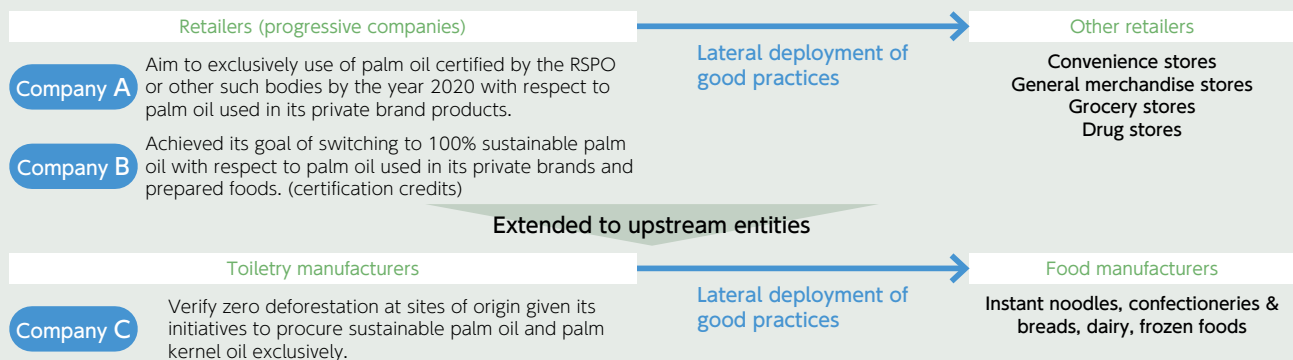 Retailers (progressive companies)
Lateral deployment of
good practices
Other retailers
Company A
Aim to exclusively use of palm oil certified by the RSPO
or other such bodies by the year 2020 with respect to
palm oil used in its private brand products.
Convenience stores
General merchandise stores
Grocery stores
Drug stores
Company B
Achieved its goal of switching to 100% sustainable palm
oil with respect to palm oil used in its private brands and
prepared foods. (certification credits)
Extended to upstream entities
Toiletry manufacturers
Lateral deployment of
good practices
Food manufacturers
Company C
Verify zero deforestation at sites of origin given its
initiatives to procure sustainable palm oil and palm
kernel oil exclusively.
Instant noodles, confectioneries &
breads, dairy, frozen foods